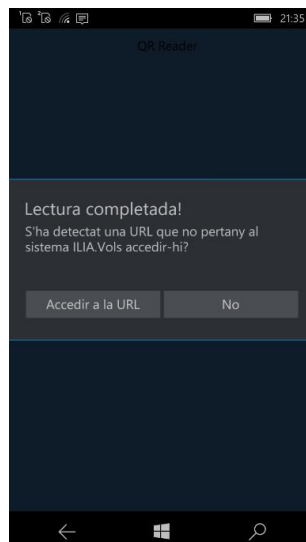 21:35
QR Reader
Lectura completada!
S'ha detectat una URL que no pertany al
sistema ILIA.Vols accedir-hi?
Accedir a la URL
No